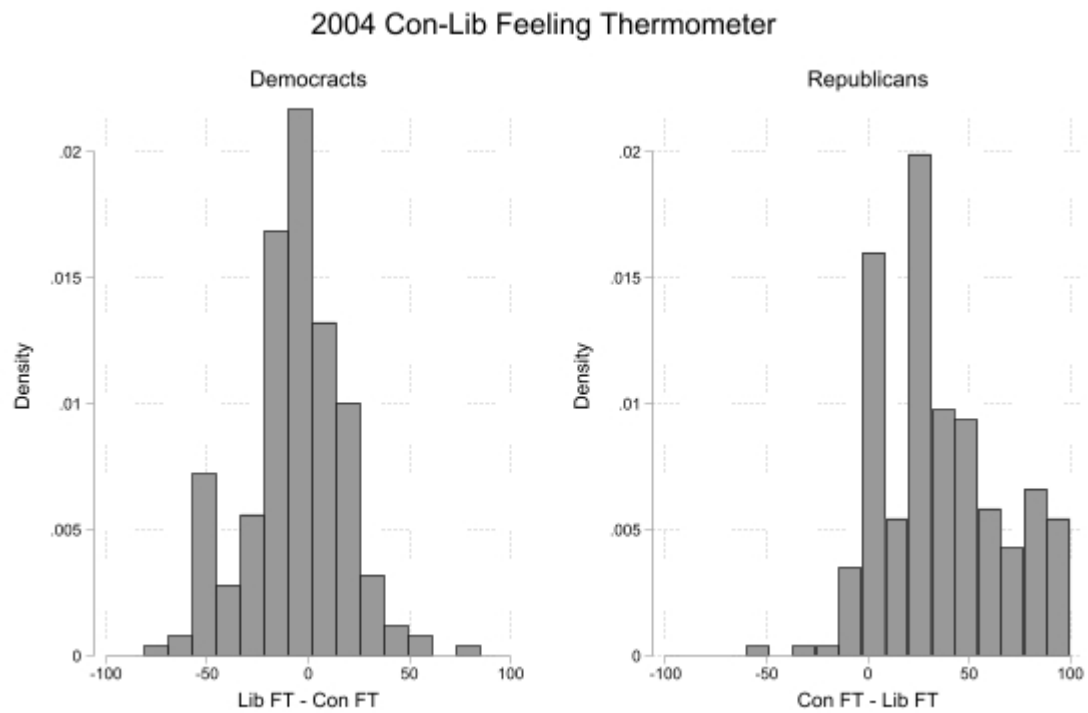 2004 Con-Lib Feeling Thermometer
Democracts
Density
.02
.015
.01
.005
0
-100 -50 0 50 100
Lib FT - Con FT
Republicans
Density
.02
.015
.01
.005
0
-100 -50 0 50 100
Con FT - Lib FT